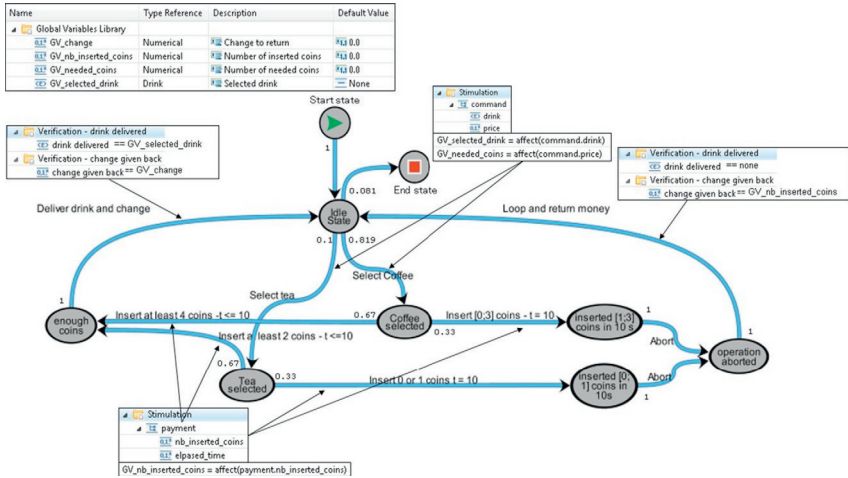 Name Type Reference Description Default Value
Global Variables Library
GV_change Numerical Change to return 0.0
GV_nb_inserted_coins Numerical Number of inserted coins 0.0
GV_needed_coins Numerical Number of needed coins 0.0
GV_selected_drink Drink Selected drink None
Start state
Stimulation
command
drink
price
GV_selected_drink = affect(command.drink)
GV_needed_coins = affect(command.price)
Verification - drink delivered
drink delivered == GV_selected_drink
Verification - change given back
change given back == GV_change
Verification - drink delivered
drink delivered == none
Verification - change given back
change given back == GV_nb_inserted_coins
1
End state
0.081
Deliver drink and change
Loop and return money
Idle
State
0.1
0.819
Select Coffee
Select tea
1
enough
coins
Insert at least 4 coins -t <= 10
0.67
Coffee
selected
0.33
Insert [0;3] coins - t = 10
inserted [1;3]
coins in 10 s
1
Abort
1
operation
aborted
Insert at least 2 coins - t <=10
0.67
Tea
selected
0.33
Insert 0 or 1 coins t = 10
inserted [0;
1] coins in
10s
Abort
1
Stimulation
payment
nb_inserted_coins
elpased_time
GV_nb_inserted_coins = affect(payment.nb_inserted_coins)